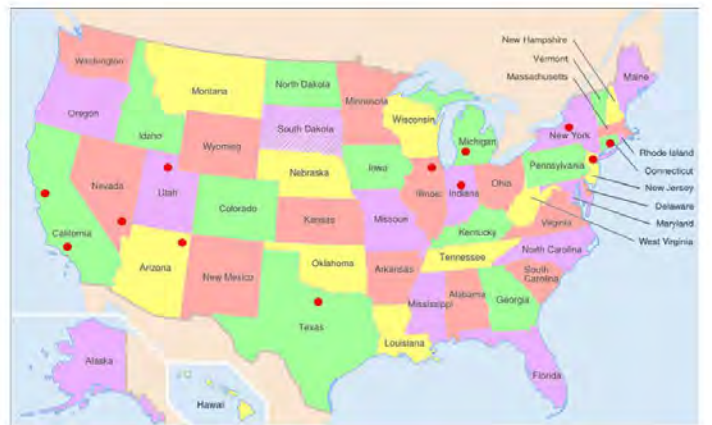 New Hampshire
Vermont
Massachusetts
Washington
Montana
North Dakota
Minnesota
Maine
Oregon
Idaho
Wyoming
South Dakota
Wisconsin
Michigan
New York
Rhode Island
Connecticut
New Jersey
Delaware
Maryland
West Virginia
Nevada
Utah
Colorado
Nebraska
Iowa
Illinois
Indiana
Ohio
Pennsylvania
California
Arizona
New Mexico
Kansas
Missouri
Kentucky
Virginia
Oklahoma
Arkansas
Tennessee
North Carolina
South
Carolina
Texas
Louisiana
Mississippi
Alabama
Georgia
Florida
Alaska
Hawaii